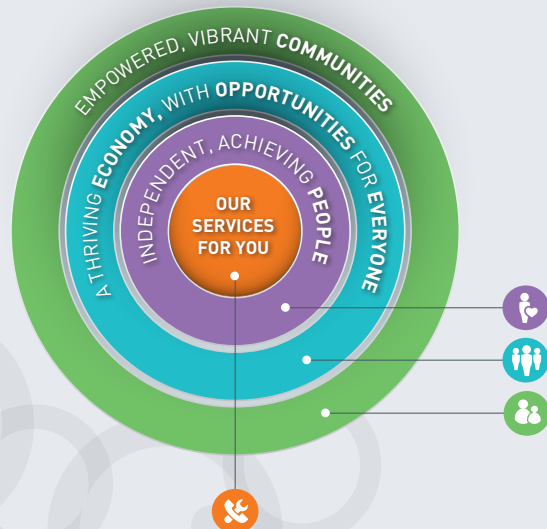 EMPOWERED, VIBRANT COMMUNITIES
A THRIVING ECONOMY, WITH OPPORTUNITIES FOR EVERYONE
INDEPENDENT, ACHIEVING PEOPLE
OUR
SERVICES
FOR YOU